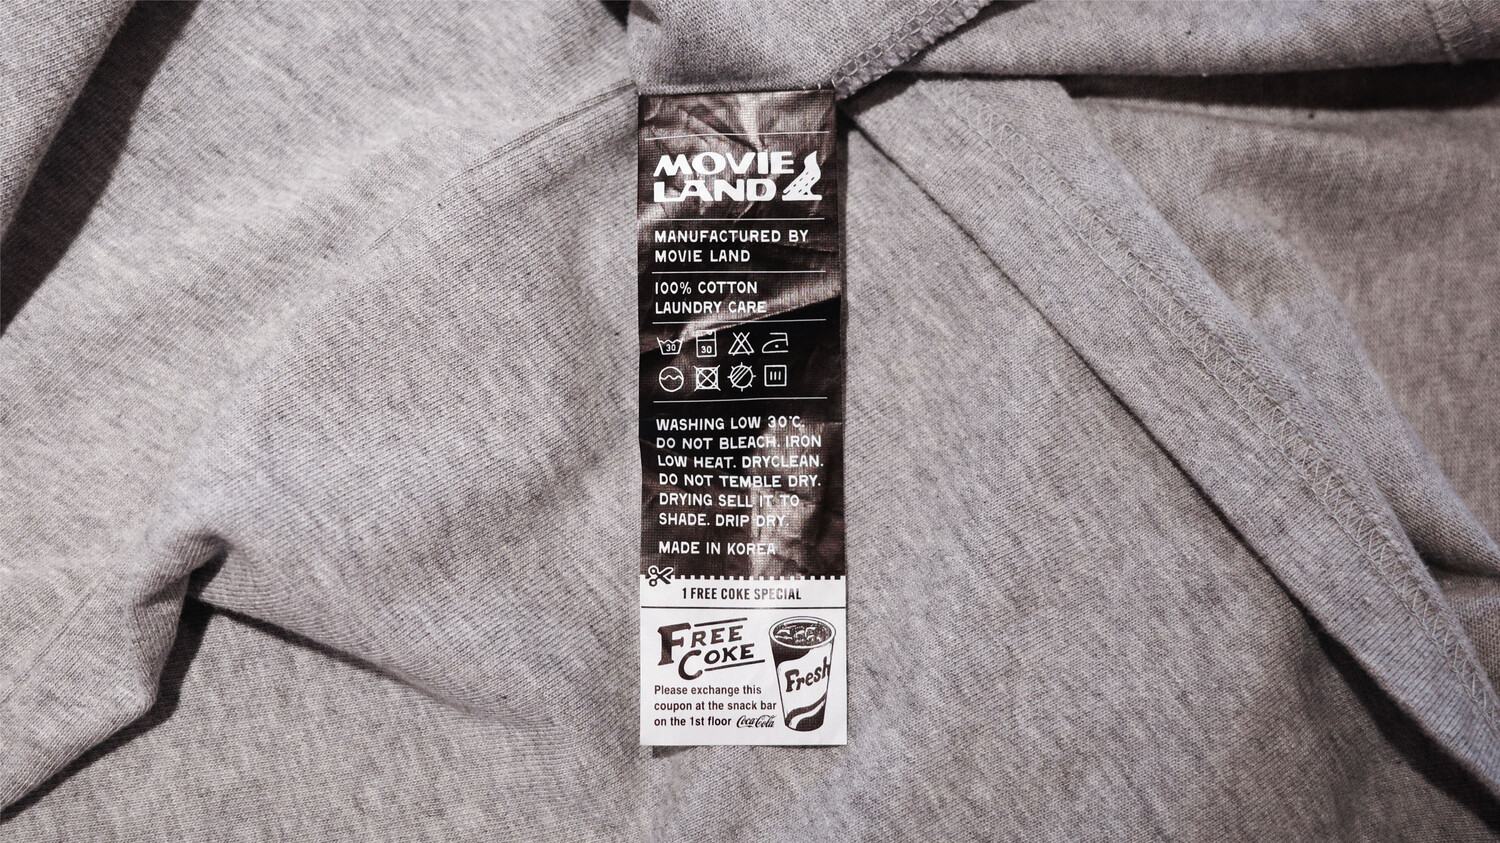 MOVIE
LAND
MANUFACTURED BY
MOVIE LAND
100% COTTON
LAUNDRY CARE
30
30
WASHING LOW 30℃.
DO NOT BLEACH. IRON
LOW HEAT. DRYCLEAN.
DO NOT TEMBLE DRY.
DRYING SELL IT TO
SHADE. DRIP DRY.
MADE IN KOREA
1 FREE COKE SPECIAL
FREE
COKE
Fresh
Please exchange this
coupon at the snack bar
on the 1st floor Coca-Cola